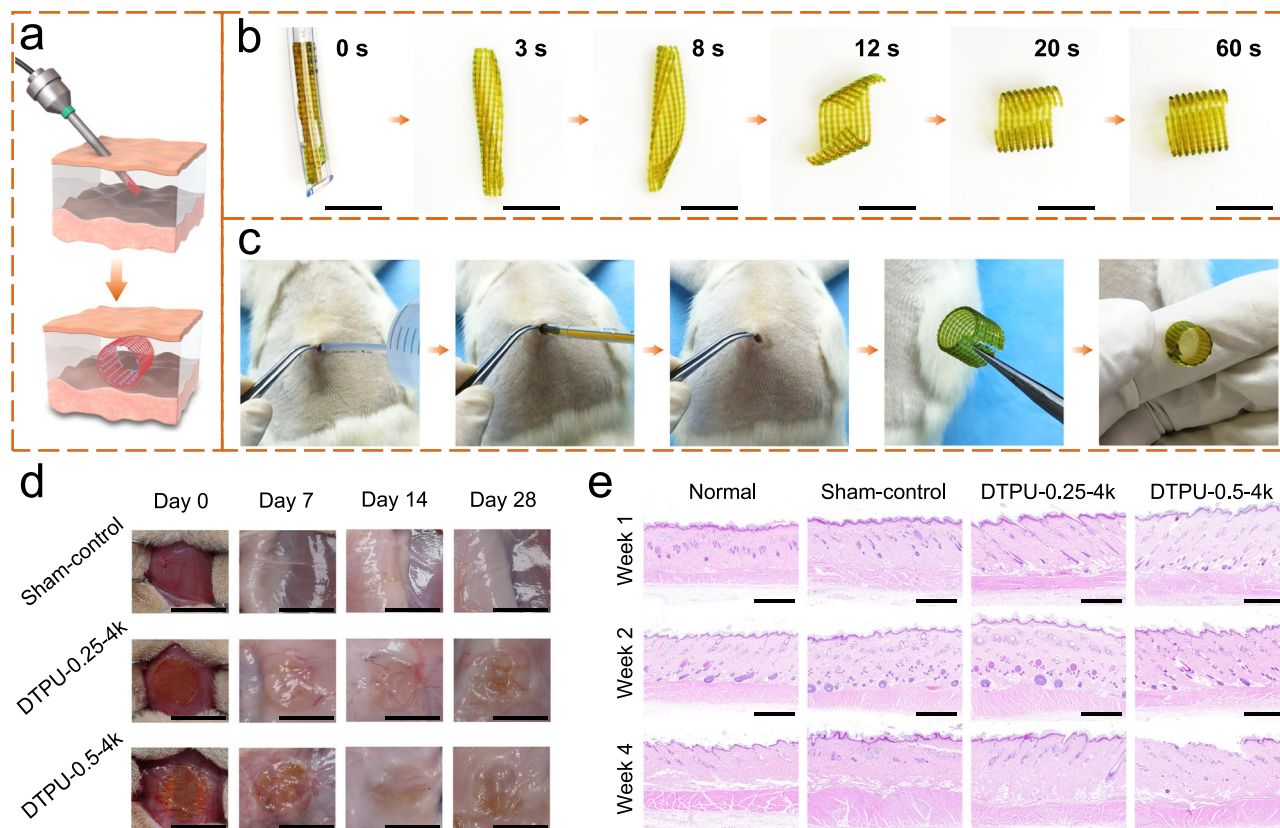 a
b
0 s
3 s
8 s
12 s
20 s
60 s
c
d
Day 0
Day 7
Day 14
Day 28
Sham-control
DTPU-0.25-4k
DTPU-0.5-4k
e
Normal
Sham-control
DTPU-0.25-4k
DTPU-0.5-4k
Week 1
Week 2
Week 4